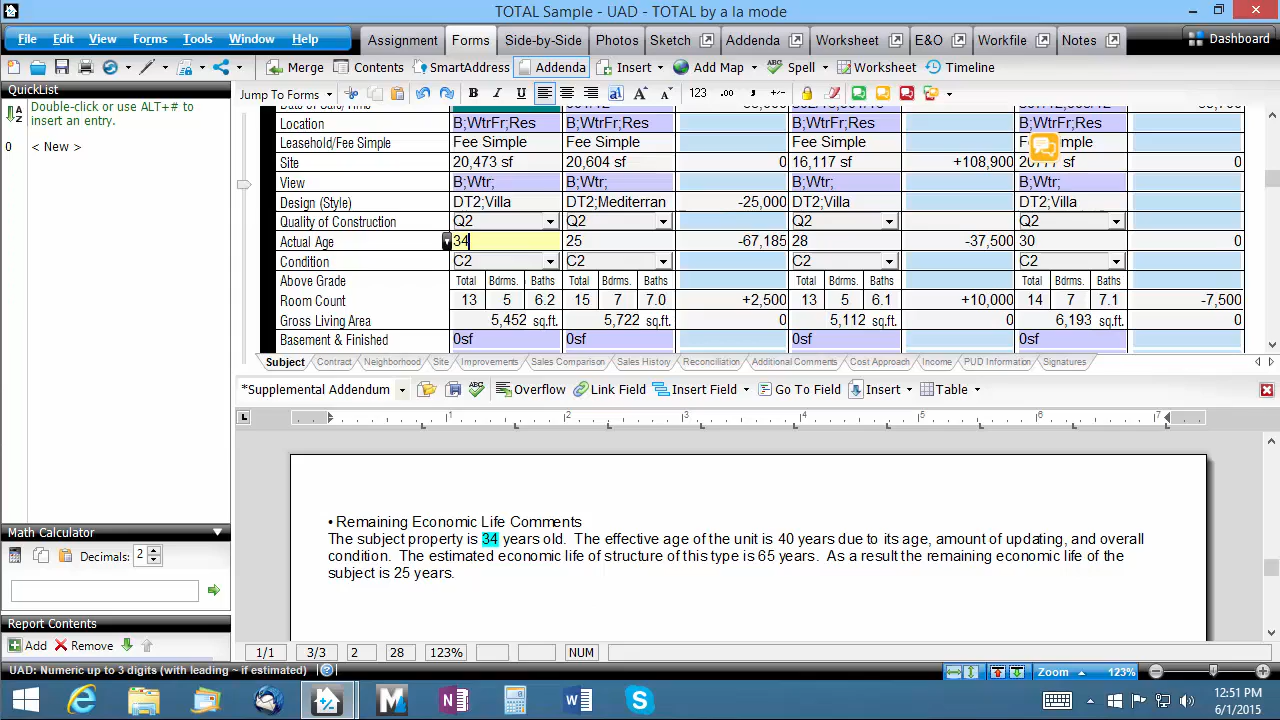 TOTAL Sample - UAD - TOTAL by a la mode
File Edit View Forms Tools Window Help
Assignment Forms Side-by-Side Photos Sketch Addenda Worksheet E&O Workfile Notes Dashboard
Merge Contents SmartAddress Addenda Insert Add Map Spell Worksheet Timeline
QuickList
Jump To Forms B I U A 123 .00
Double-click or use ALT+# to
insert an entry.
0 < New >
Location B;WtrFr;Res B;WtrFr;Res B;WtrFr;Res B;WtrFr;Res
Leasehold/Fee Simple Fee Simple Fee Simple Fee Simple
Site 20,473 sf 20,604 sf 0 16,117 sf +108,900 sf 0
View B;Wtr; B;Wtr; B;Wtr; B;Wtr;
Design (Style) DT2;Villa DT2;Mediterran -25,000 DT2;Villa DT2;Villa
Quality of Construction Q2 Q2 Q2 Q2
Actual Age 34 25 -67,185 28 -37,500 30 0
Condition C2 C2 C2 C2
Above Grade Total Bdrms. Baths Total Bdrms. Baths Total Bdrms. Baths Total Bdrms. Baths
Room Count 13 5 6.2 15 7 7.0 +2,500 13 5 6.1 +10,000 14 7 7.1 -7,500
Gross Living Area 5,452 sq.ft. 5,722 sq.ft. 0 5,112 sq.ft. 0 6,193 sq.ft. 0
Basement & Finished 0sf 0sf 0sf 0sf
Subject Contract Neighborhood Site Improvements Sales Comparison Sales History Reconciliation Additional Comments Cost Approach Income PUD Information Signatures
*Supplemental Addendum Overflow Link Field Insert Field Go To Field Insert Table
1 2 3 4 5 6 7
• Remaining Economic Life Comments
The subject property is 34 years old. The effective age of the unit is 40 years due to its age, amount of updating, and overall
condition. The estimated economic life of structure of this type is 65 years. As a result the remaining economic life of the
subject is 25 years.
Math Calculator
Decimals: 2
Report Contents
Add Remove
1/1 3/3 2 28 123% NUM
UAD: Numeric up to 3 digits (with leading ~ if estimated)
Zoom 123%
12:51 PM
6/1/2015